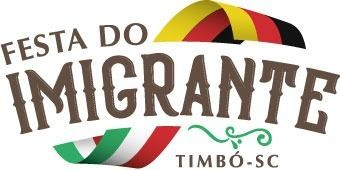 FESTA DO
IMIGRANTE
TIMBÓ-SC